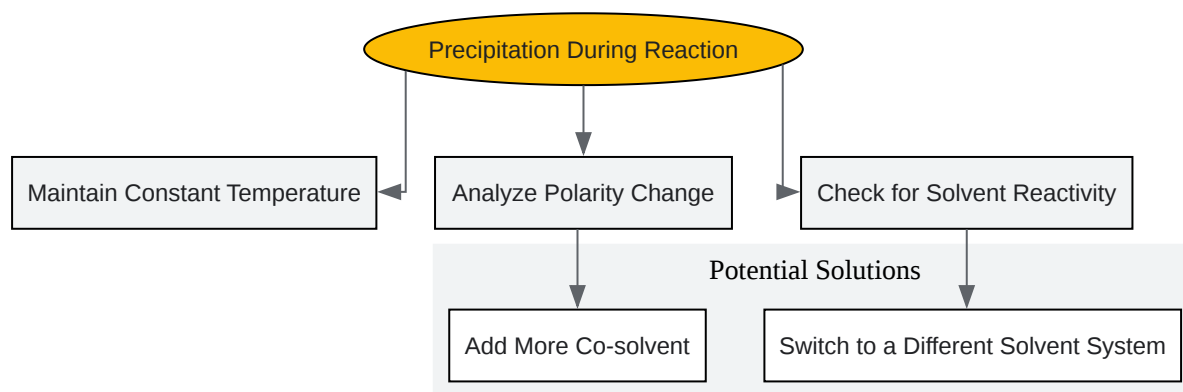 Precipitation During Reaction
Maintain Constant Temperature
Analyze Polarity Change
Check for Solvent Reactivity
Potential Solutions
Add More Co-solvent
Switch to a Different Solvent System